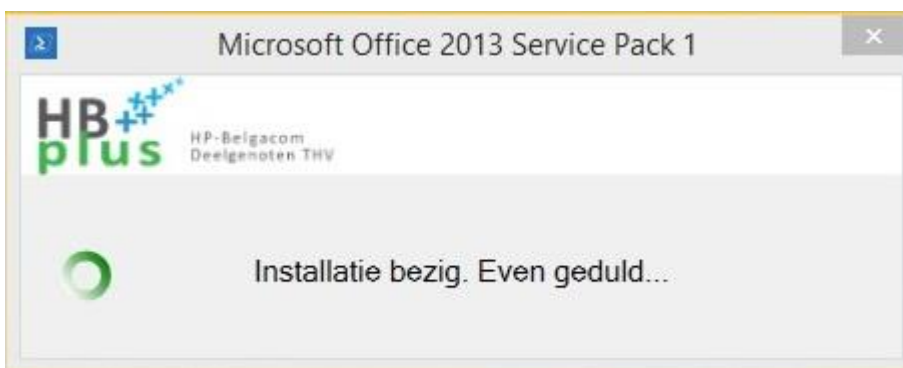 Microsoft Office 2013 Service Pack 1
HB++
plus
HP-Belgacom
Deelgenoten THV
Installatie bezig. Even geduld...